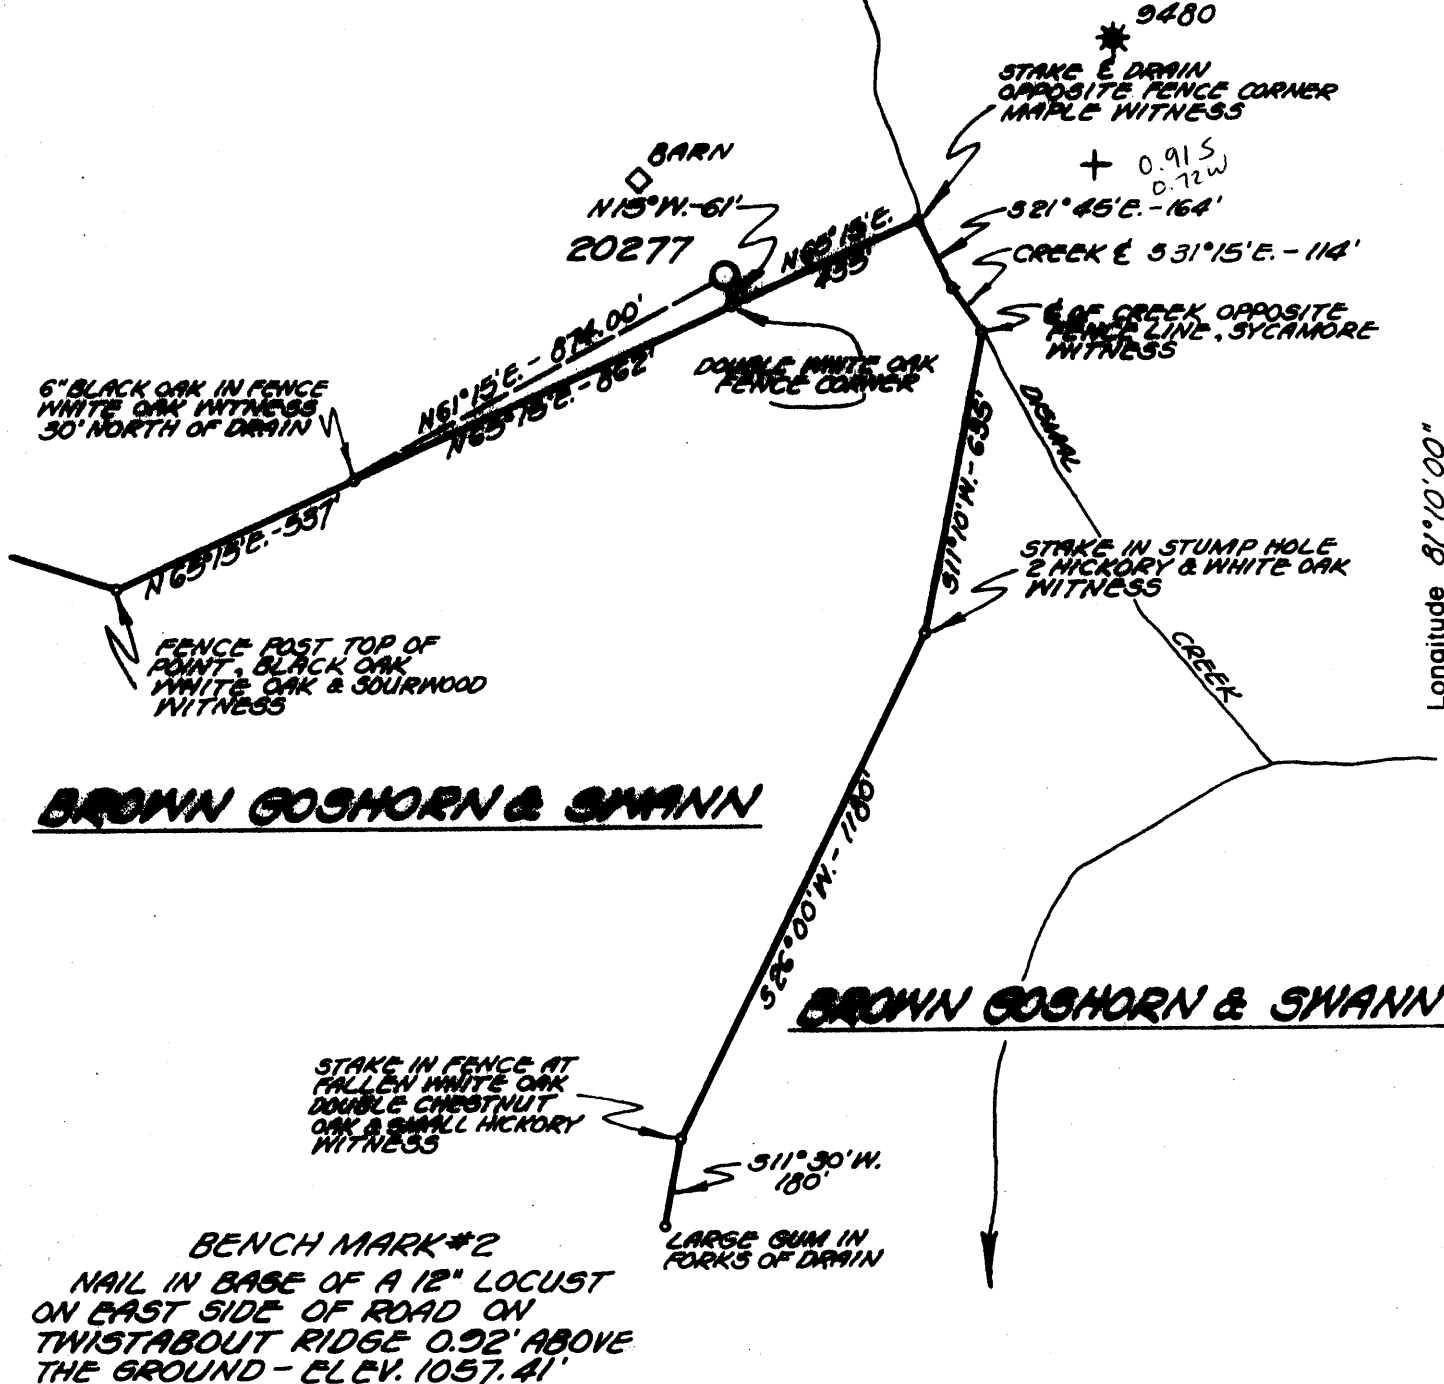 9480
STAKE ℄ DRAIN
OPPOSITE FENCE CORNER
MAPLE WITNESS
0.91 S
0.72 W
BARN
N15°W.-61'
20277
S21°45'E.-164'
N65°15'E.
435'
CREEK ℄ S31°15'E.-114'
℄ OF CREEK OPPOSITE
FENCE LINE, SYCAMORE
WITNESS
N61°15'E.-874.00'
N65°15'E.-862'
DOUBLE WHITE OAK
FENCE CORNER
6" BLACK OAK IN FENCE
WHITE OAK WITNESS
30' NORTH OF DRAIN
DISMAL
CREEK
S11°10'W.-635'
Longitude 81°10'00"
N65°15'E.-537'
STAKE IN STUMP HOLE
2 HICKORY & WHITE OAK
WITNESS
FENCE POST TOP OF
POINT, BLACK OAK
WHITE OAK & SOURWOOD
WITNESS
BROWN GOSHORN & SWANN
S26°00'W.-1180'
BROWN GOSHORN & SWANN
STAKE IN FENCE AT
FALLEN WHITE OAK
DOUBLE CHESTNUT
OAK & SMALL HICKORY
WITNESS
S11°30'W.
180'
LARGE GUM IN
FORKS OF DRAIN
BENCH MARK #2
NAIL IN BASE OF A 12" LOCUST
ON EAST SIDE OF ROAD ON
TWISTABOUT RIDGE 0.92' ABOVE
THE GROUND - ELEV. 1057.41'